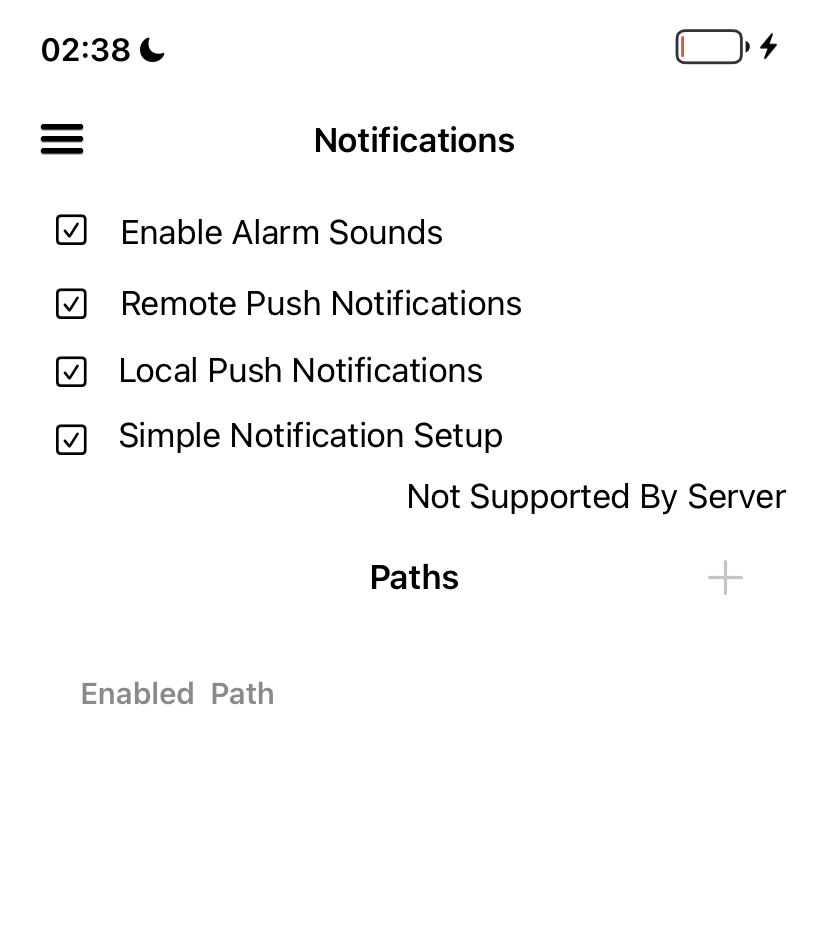 02:38
Notifications
Enable Alarm Sounds
Remote Push Notifications
Local Push Notifications
Simple Notification Setup
Not Supported By Server
Paths
Enabled Path